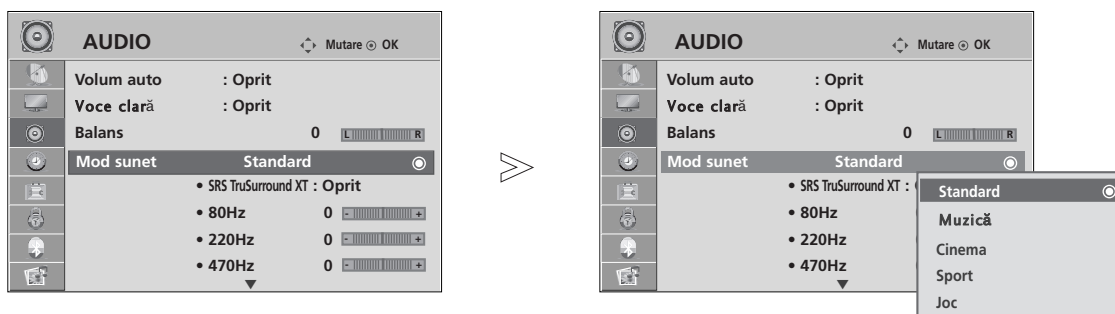 AUDIO Mutare OK
Volum auto : Oprit
Voce clară : Oprit
Balans 0 L R
Mod sunet Standard
• SRS TruSurround XT : Oprit
• 80Hz 0 - +
• 220Hz 0 - +
• 470Hz 0 - +
AUDIO Mutare OK
Volum auto : Oprit
Voce clară : Oprit
Balans 0 L R
Mod sunet Standard
• SRS TruSurround XT :
• 80Hz
• 220Hz
• 470Hz
Standard
Muzică
Cinema
Sport
Joc